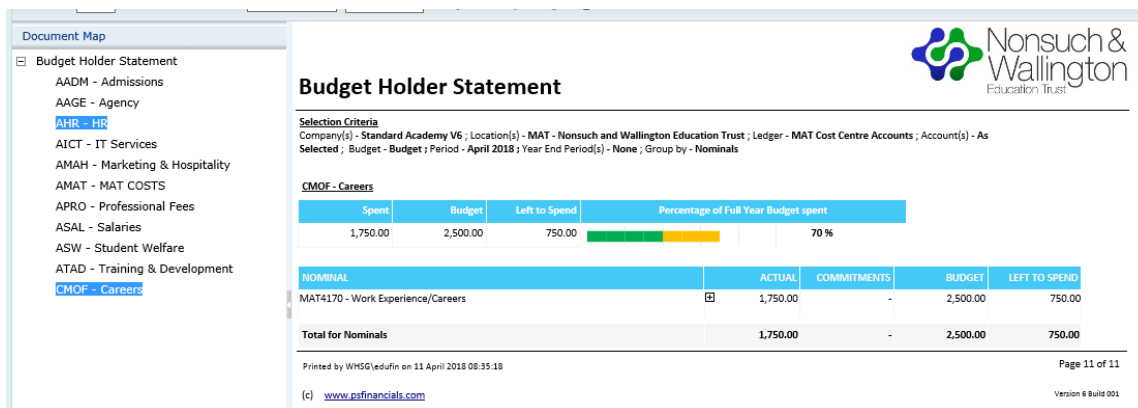 Document Map
Budget Holder Statement
AADM - Admissions
AAGE - Agency
AHR - HR
AICT - IT Services
AMAH - Marketing & Hospitality
AMAT - MAT COSTS
APRO - Professional Fees
ASAL - Salaries
ASW - Student Welfare
ATAD - Training & Development
CMOF - Careers
Nonsuch &
Wallington
Education Trust
Budget Holder Statement
Selection Criteria
Company(s) - Standard Academy V6 ; Location(s) - MAT - Nonsuch and Wallington Education Trust ; Ledger - MAT Cost Centre Accounts ; Account(s) - As
Selected ; Budget - Budget ; Period - April 2018 ; Year End Period(s) - None ; Group by - Nominals
CMOF - Careers
Spent Budget Left to Spend Percentage of Full Year Budget spent
1,750.00 2,500.00 750.00 70 %
NOMINAL ACTUAL COMMITMENTS BUDGET LEFT TO SPEND
MAT4170 - Work Experience/Careers 1,750.00 - 2,500.00 750.00
Total for Nominals 1,750.00 - 2,500.00 750.00
Printed by WHSG\edufin on 11 April 2018 08:35:18 Page 11 of 11
(c) www.psfinancials.com Version 6 Build 001